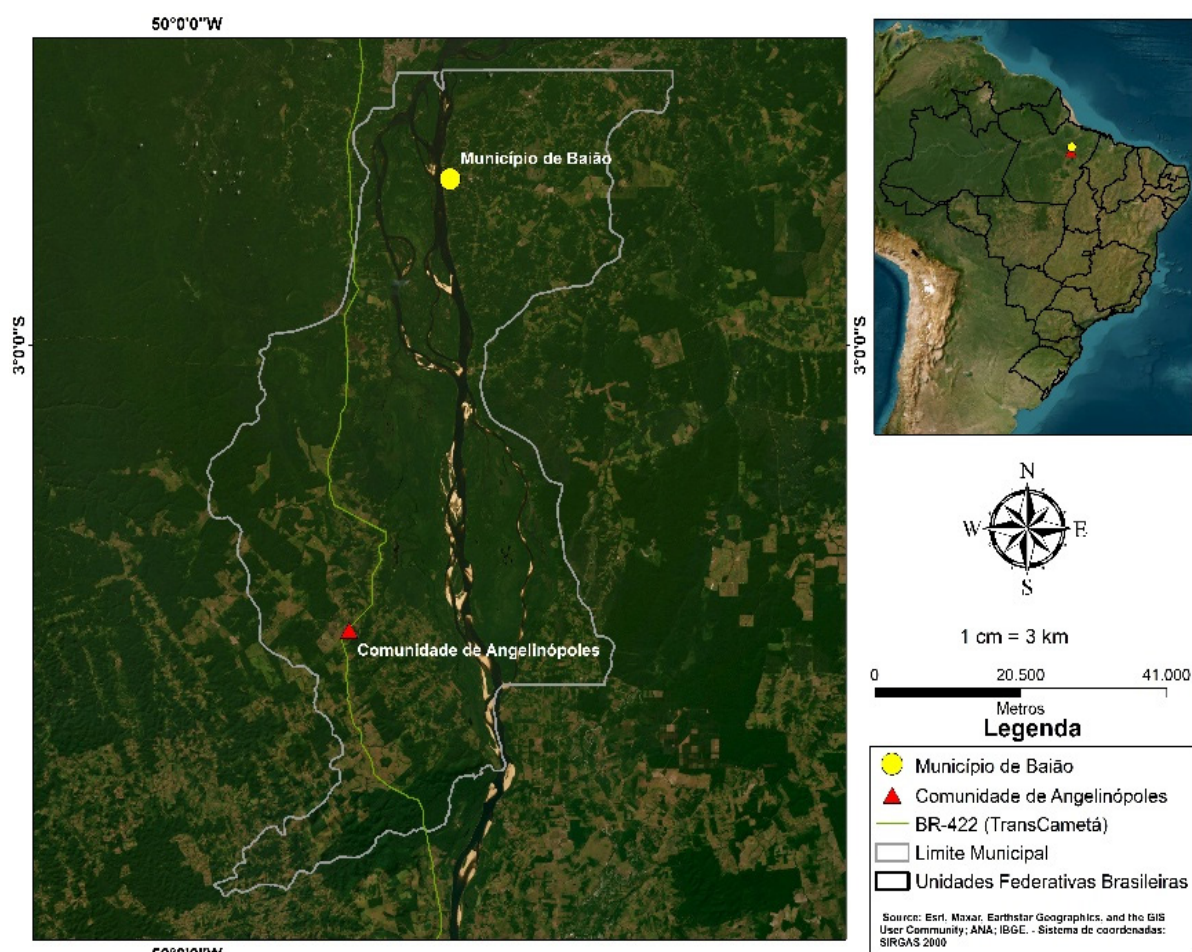 50°0'0"W
Município de Baião
3°0'0"S
3°0'0"S
Comunidade de Angelinópoles
N
W
E
S
1 cm = 3 km
0 20.500 41.000
Metros
Legenda
Município de Baião
Comunidade de Angelinópoles
BR-422 (TransCametá)
Limite Municipal
Unidades Federativas Brasileiras
Source: Esri, Maxar, Earthstar Geographics, and the GIS
User Community; ANA; IBGE. - Sistema de coordenadas:
SIRGAS 2000
50°0'0"W